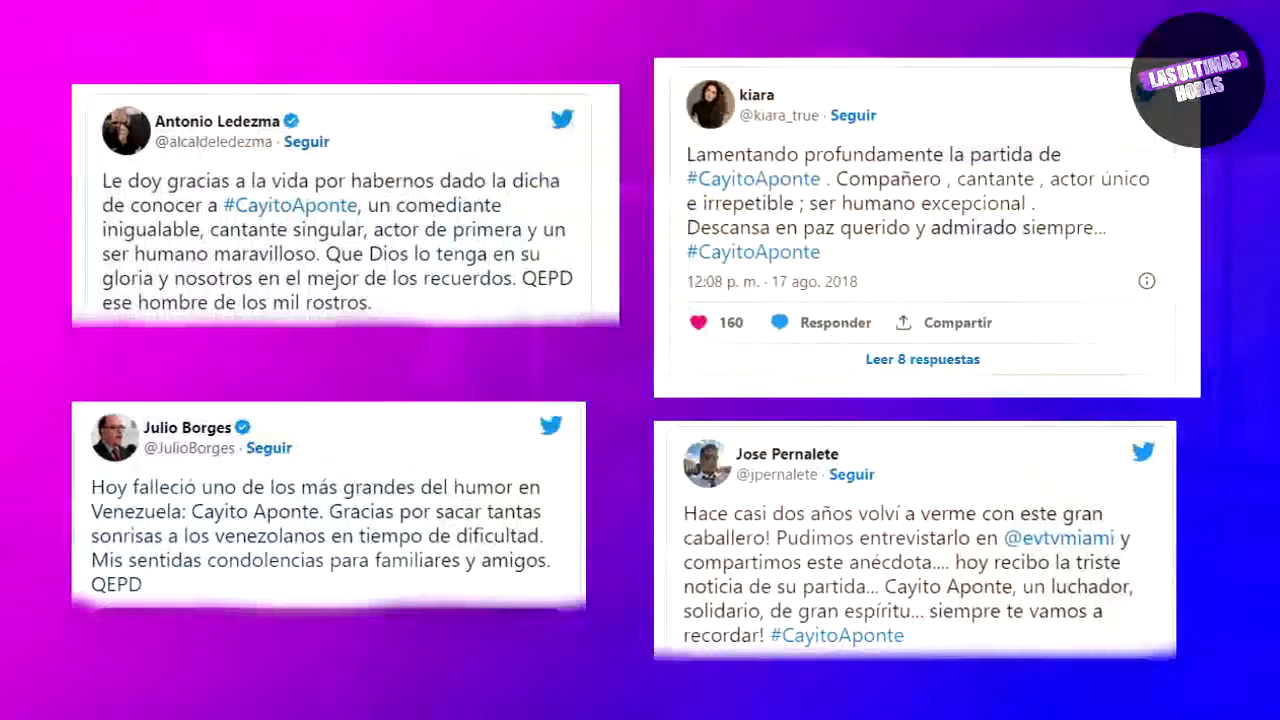 LAS ULTIMAS
HORAS
Antonio Ledezma
@alcaldeledezma · Seguir
Le doy gracias a la vida por habernos dado la dicha
de conocer a #CayitoAponte, un comediante
inigualable, cantante singular, actor de primera y un
ser humano maravilloso. Que Dios lo tenga en su
gloria y nosotros en el mejor de los recuerdos. QEPD
ese hombre de los mil rostros.
kiara
@kiara_true · Seguir
Lamentando profundamente la partida de
#CayitoAponte . Compañero , cantante , actor único
e irrepetible ; ser humano excepcional .
Descansa en paz querido y admirado siempre...
#CayitoAponte
12:08 p. m. · 17 ago. 2018
160 Responder Compartir
Leer 8 respuestas
Julio Borges
@JulioBorges · Seguir
Hoy falleció uno de los más grandes del humor en
Venezuela: Cayito Aponte. Gracias por sacar tantas
sonrisas a los venezolanos en tiempo de dificultad.
Mis sentidas condolencias para familiares y amigos.
QEPD
Jose Pernalete
@jpernalete · Seguir
Hace casi dos años volví a verme con este gran
caballero! Pudimos entrevistarlo en @evtvmiami y
compartimos este anécdota.... hoy recibo la triste
noticia de su partida... Cayito Aponte, un luchador,
solidario, de gran espíritu... siempre te vamos a
recordar! #CayitoAponte